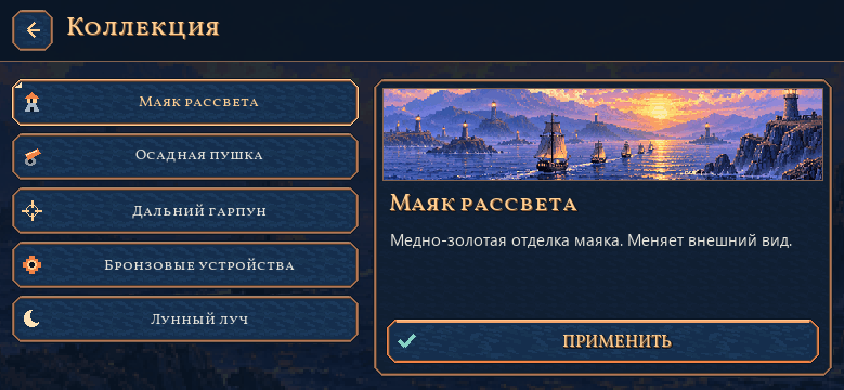 Коллекция
Маяк рассвета
Осадная пушка
Дальний гарпун
Бронзовые устройства
Лунный луч
Маяк рассвета
Медно-золотая отделка маяка. Меняет внешний вид.
ПРИМЕНИТЬ